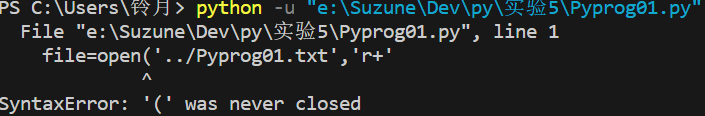 PS C:\Users\铃月> python -u "e:\Suzune\Dev\py\实验5\Pyprog01.py"
  File "e:\Suzune\Dev\py\实验5\Pyprog01.py", line 1
    file=open('../Pyprog01.txt','r+'
             ^
SyntaxError: '(' was never closed